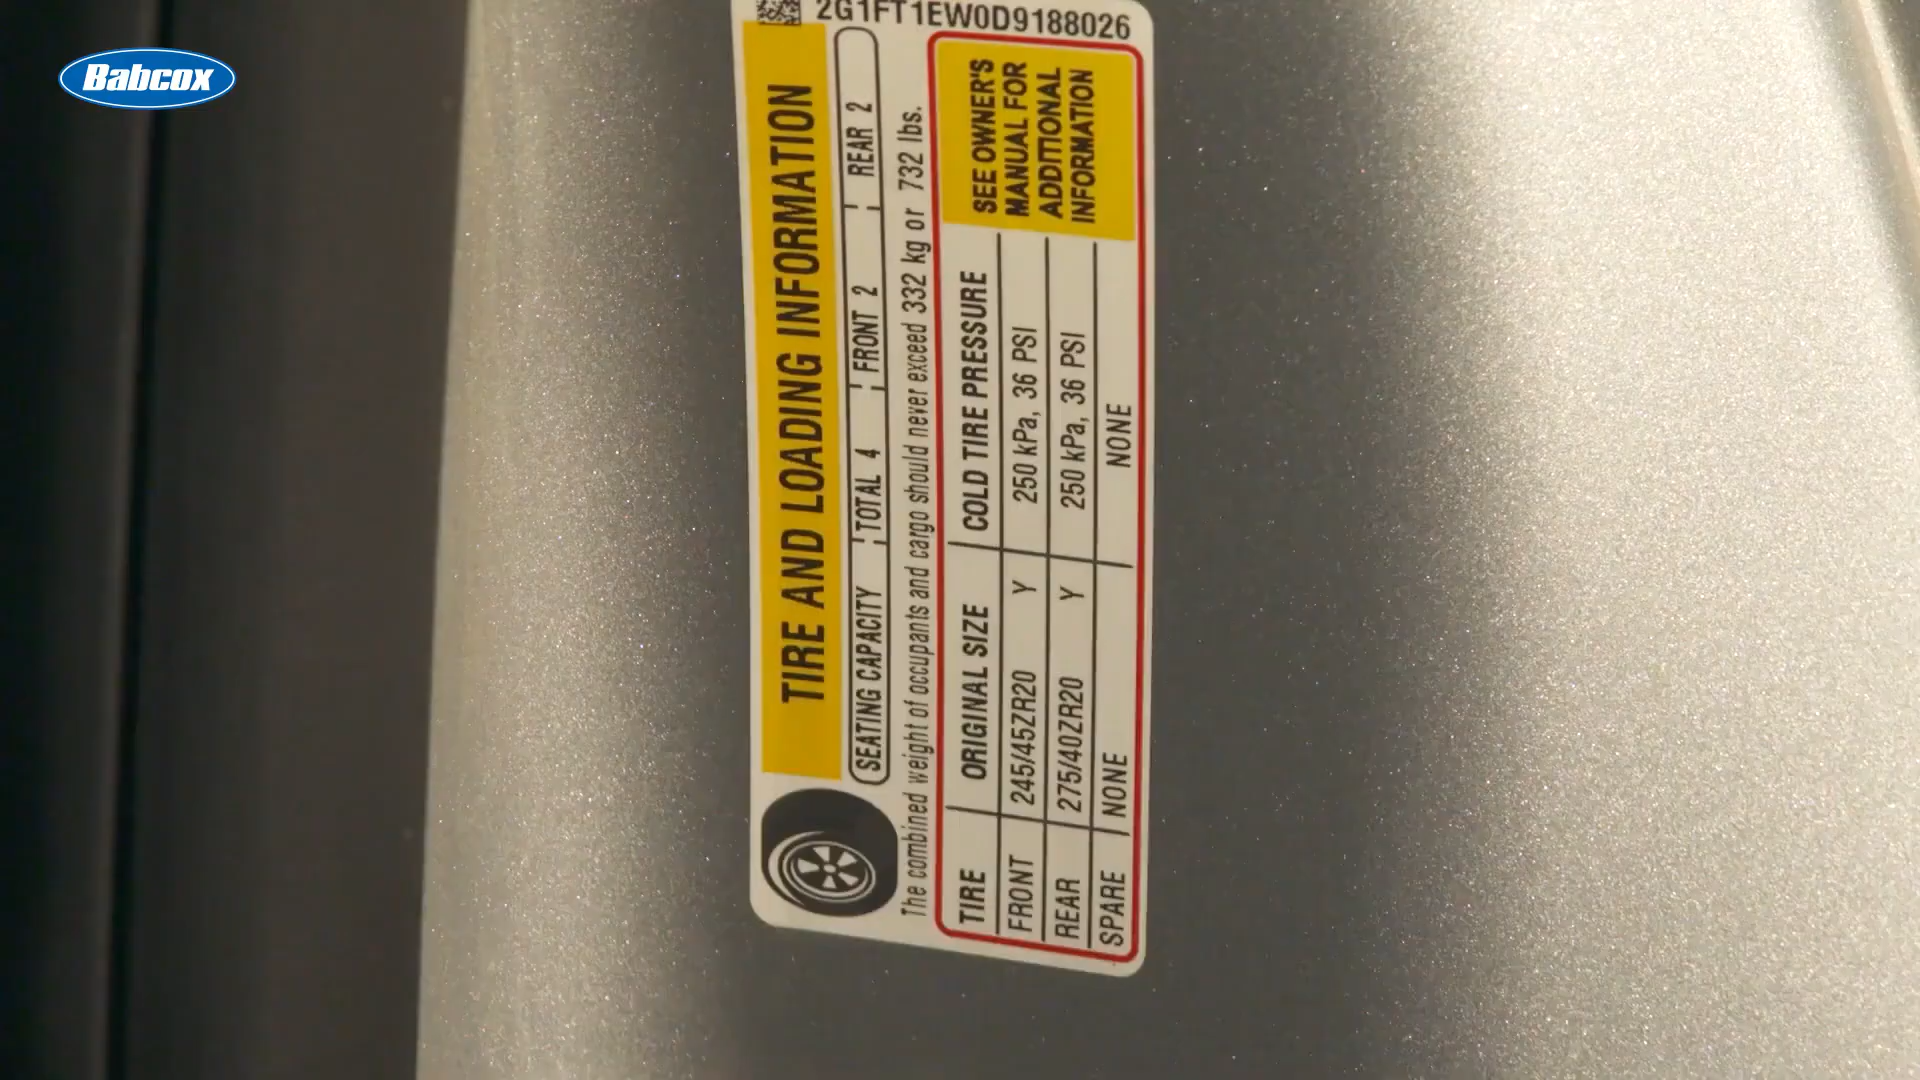 Babcox
2G1FT1EW0D9188026
TIRE AND LOADING INFORMATION
SEATING CAPACITY TOTAL 4 FRONT 2 REAR 2
The combined weight of occupants and cargo should never exceed 332 kg or 732 lbs.
TIRE ORIGINAL SIZE COLD TIRE PRESSURE
FRONT 245/45ZR20 Y 250 kPa, 36 PSI
REAR 275/40ZR20 Y 250 kPa, 36 PSI
SPARE NONE NONE
SEE OWNER'S
MANUAL FOR
ADDITIONAL
INFORMATION